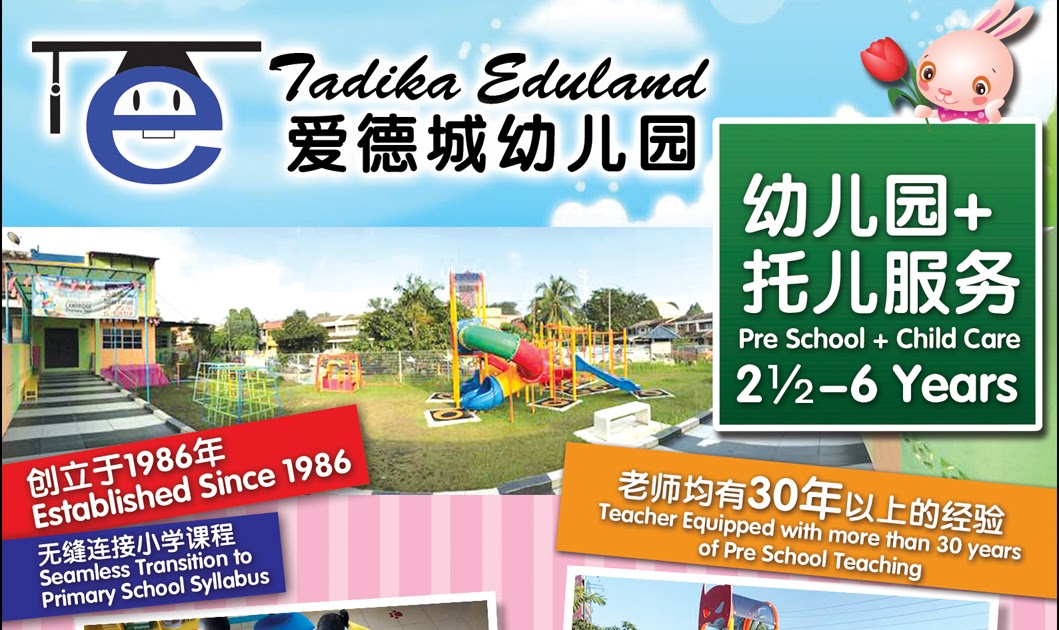 Tadika Eduland
爱德城幼儿园
幼儿园+
托儿服务
Pre School + Child Care
2½-6 Years
创立于1986年
Established Since 1986
无缝连接小学课程
Seamless Transition to
Primary School Syllabus
老师均有30年以上的经验
Teacher Equipped with more than 30 years
of Pre School Teaching